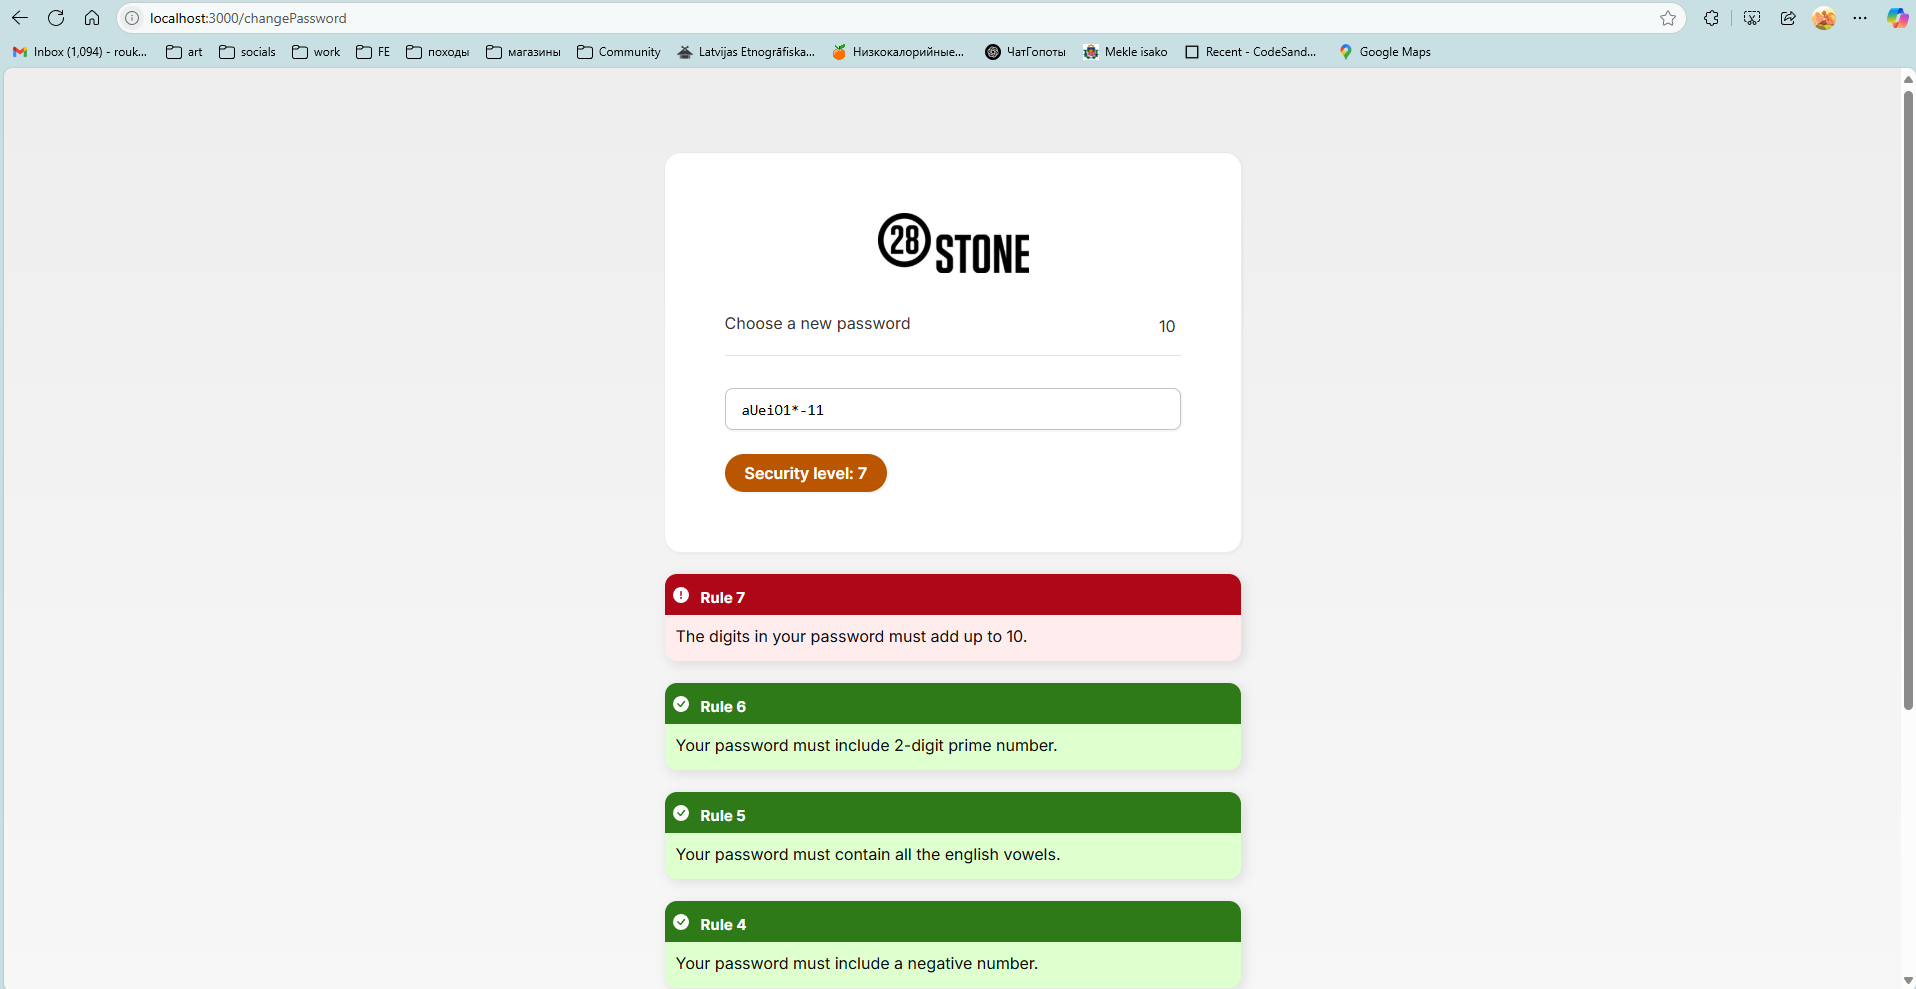 localhost:3000/changePassword
Inbox (1,094) - rouk... art socials work FE походы магазины Community Latvijas Etnogrāfiska... Низкокалорийные... ЧатГопоты Mekle isako Recent - CodeSand... Google Maps
28 STONE
Choose a new password 10
aUeiO1*-11
Security level: 7
Rule 7
The digits in your password must add up to 10.
Rule 6
Your password must include 2-digit prime number.
Rule 5
Your password must contain all the english vowels.
Rule 4
Your password must include a negative number.